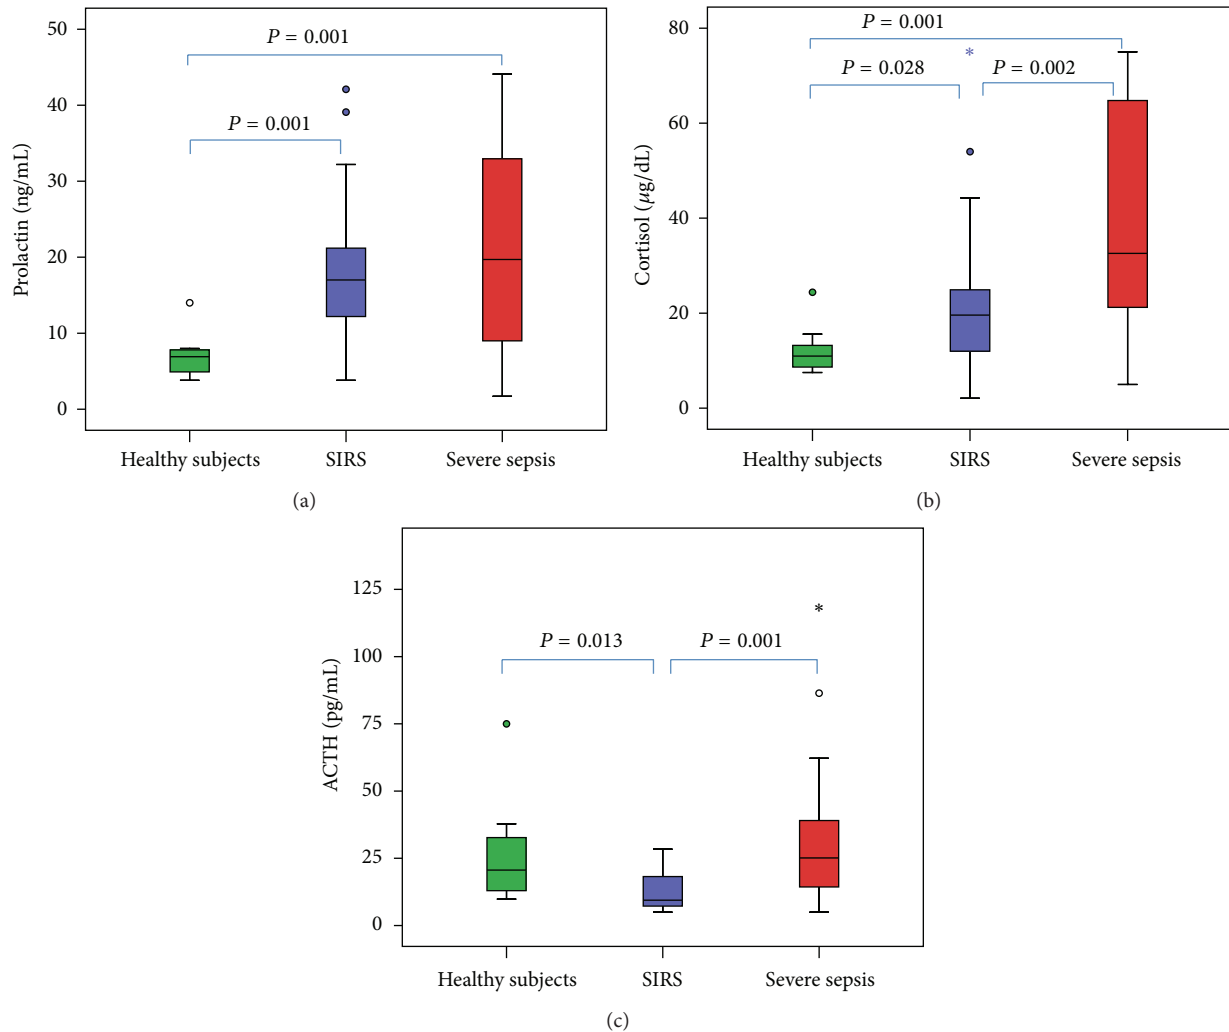 50
40
30
20
10
0
Prolactin (ng/mL)
P = 0.001
P = 0.001
Healthy subjects SIRS Severe sepsis
(a)
80
60
40
20
0
Cortisol (μg/dL)
P = 0.001
*
P = 0.028 P = 0.002
Healthy subjects SIRS Severe sepsis
(b)
125
100
75
50
25
0
ACTH (pg/mL)
*
P = 0.013 P = 0.001
Healthy subjects SIRS Severe sepsis
(c)